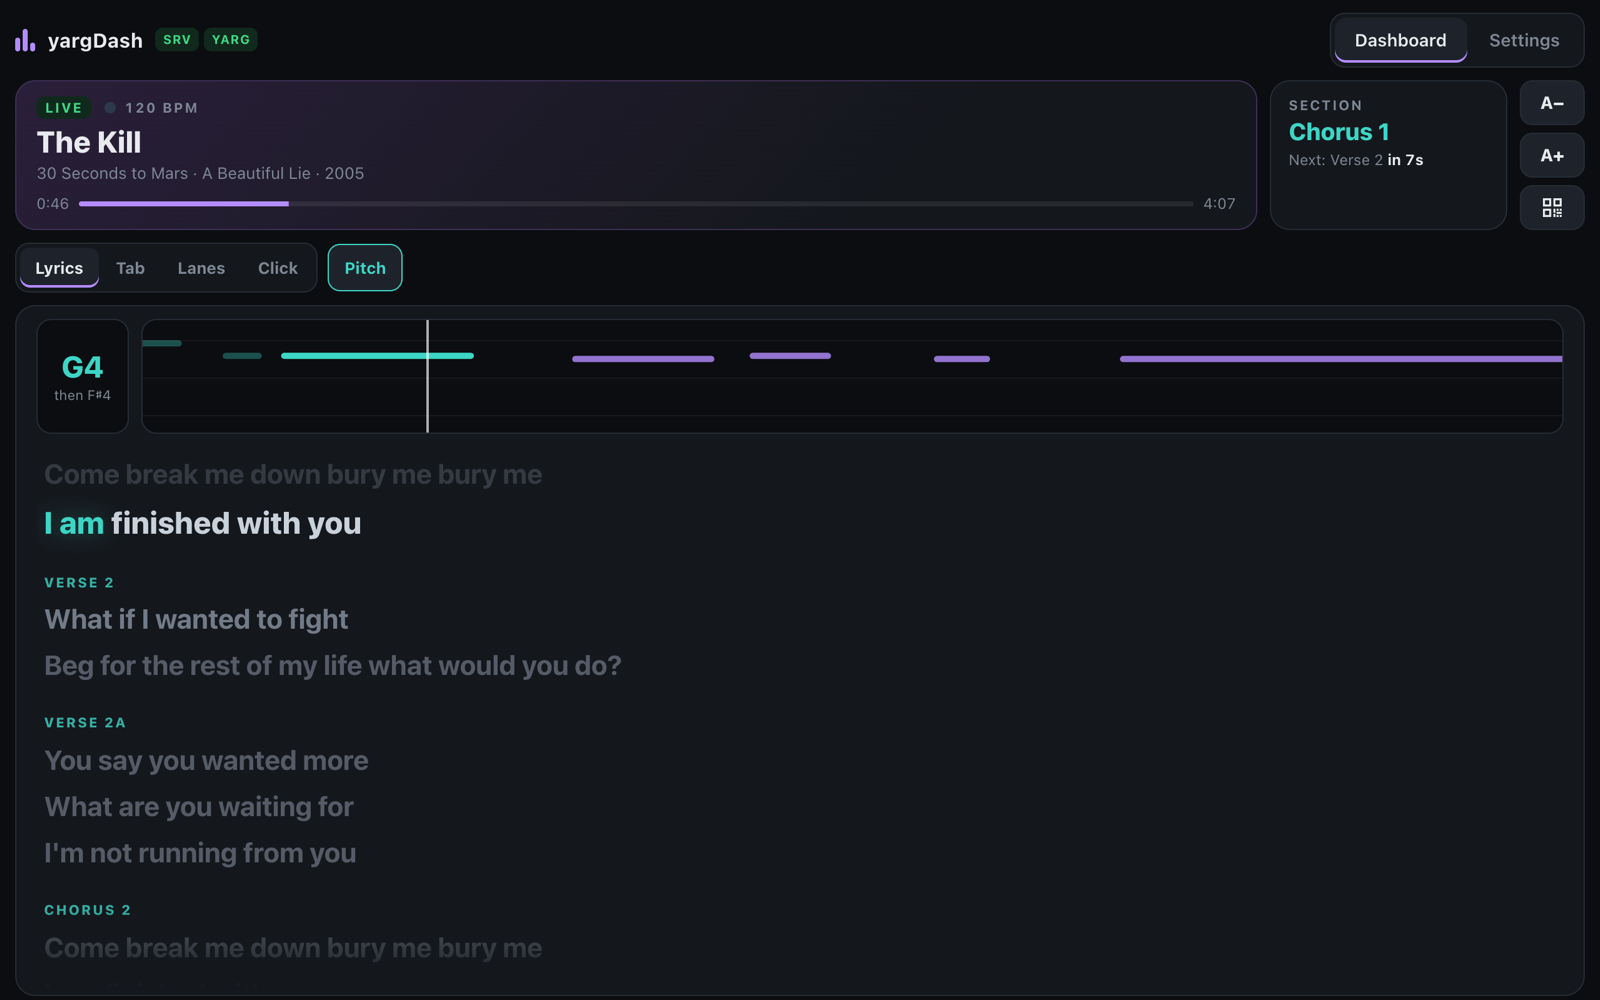 yargDash SRV YARG
Dashboard Settings
LIVE 120 BPM
The Kill
30 Seconds to Mars · A Beautiful Lie · 2005
0:46 4:07
SECTION
Chorus 1
Next: Verse 2 in 7s
A−
A+
Lyrics Tab Lanes Click Pitch
G4
then F#4
Come break me down bury me bury me
I am finished with you
VERSE 2
What if I wanted to fight
Beg for the rest of my life what would you do?
VERSE 2A
You say you wanted more
What are you waiting for
I'm not running from you
CHORUS 2
Come break me down bury me bury me